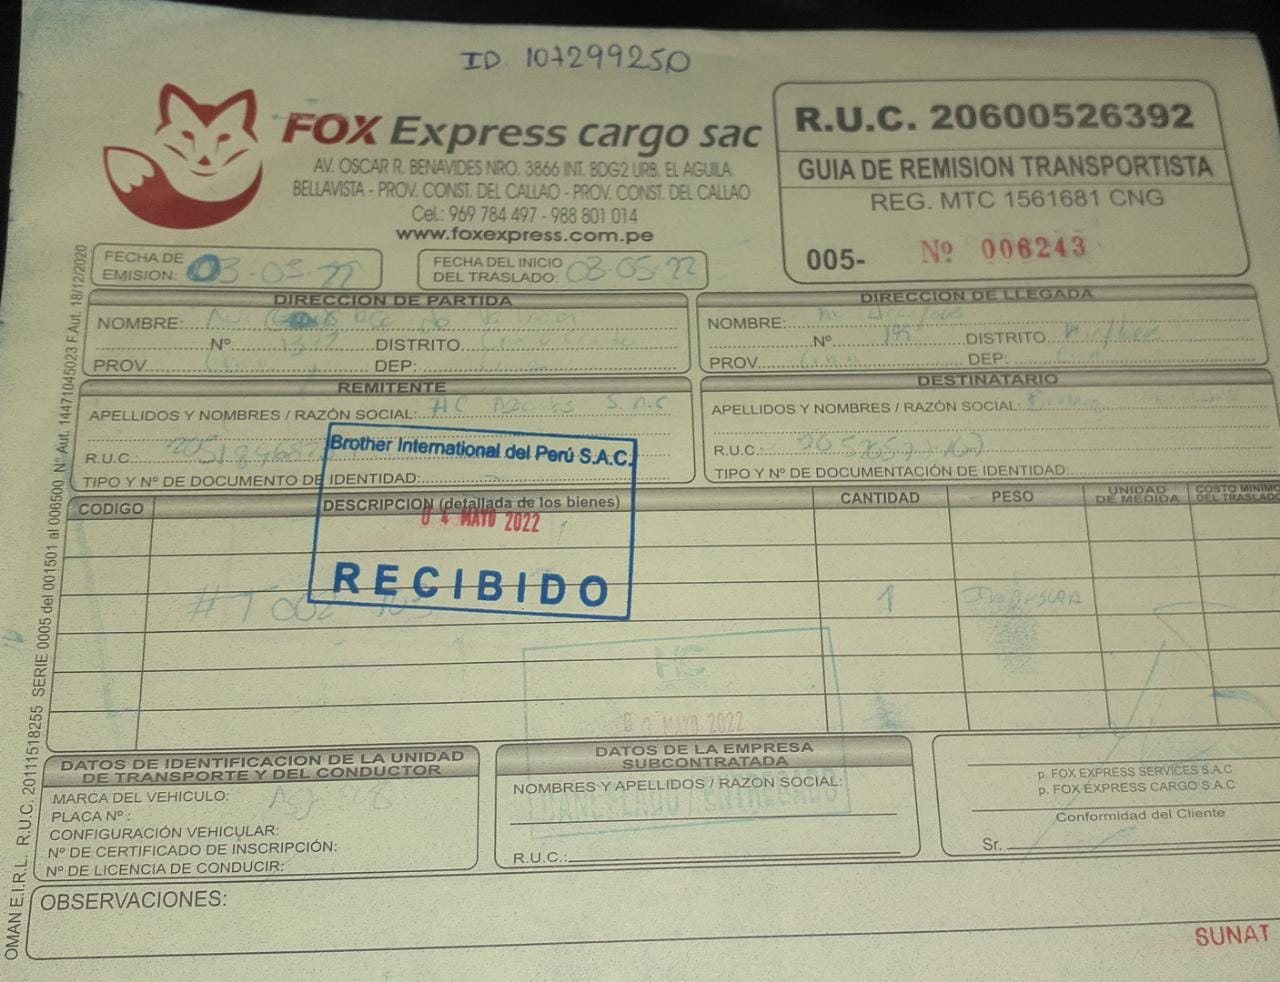 ID. 107299250
FOX Express cargo sac
AV. OSCAR R. BENAVIDES NRO. 3866 INT. BDG2 URB. EL AGUILA
BELLAVISTA - PROV. CONST. DEL CALLAO - PROV. CONST. DEL CALLAO
Cel.: 969 784 497 - 988 801 014
www.foxexpress.com.pe
R.U.C. 20600526392
GUIA DE REMISION TRANSPORTISTA
REG. MTC 1561681 CNG
005- Nº 006243
FECHA DE EMISION: 03-05-22
FECHA DEL INICIO DEL TRASLADO: 03-05-22
DIRECCION DE PARTIDA
NOMBRE:
Nº DISTRITO
PROV DEP:
DIRECCION DE LLEGADA
NOMBRE:
Nº DISTRITO
PROV DEP:
REMITENTE
APELLIDOS Y NOMBRES / RAZÓN SOCIAL:
R.U.C.:
TIPO Y Nº DE DOCUMENTO DE IDENTIDAD:
DESTINATARIO
APELLIDOS Y NOMBRES / RAZÓN SOCIAL:
R.U.C.:
TIPO Y Nº DE DOCUMENTACIÓN DE IDENTIDAD:
Brother International del Perú S.A.C.
04 MAYO 2022
RECIBIDO
CODIGO DESCRIPCION (detallada de los bienes) CANTIDAD PESO UNIDAD DE MEDIDA COSTO MINIMO DEL TRASLADO
#T002 1
HC
MAYO 2022
CANCELADO / ENTREGADO
DATOS DE IDENTIFICACION DE LA UNIDAD
DE TRANSPORTE Y DEL CONDUCTOR
MARCA DEL VEHICULO:
PLACA Nº :
CONFIGURACIÓN VEHICULAR:
Nº DE CERTIFICADO DE INSCRIPCIÓN:
Nº DE LICENCIA DE CONDUCIR:
DATOS DE LA EMPRESA
SUBCONTRATADA
NOMBRES Y APELLIDOS / RAZON SOCIAL:
R.U.C.:
p. FOX EXPRESS SERVICES S.A.C
p. FOX EXPRESS CARGO S.A.C
Conformidad del Cliente
Sr.
OBSERVACIONES:
SUNAT
OMAN E.I.R.L. R.U.C. 20111518255 SERIE 0005 del 001501 al 006500 Nº Aut. 14471045023 F.Aut. 18/12/2020